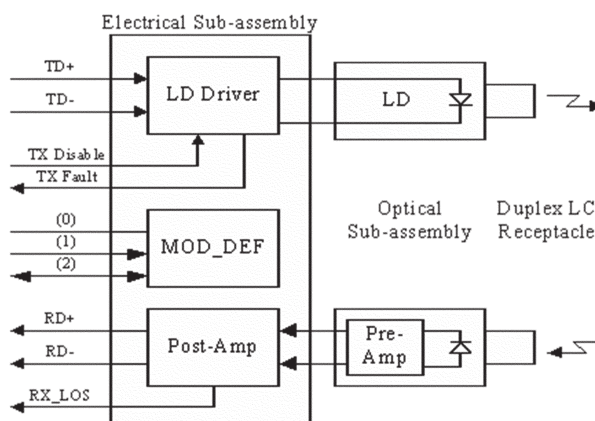 Electrical Sub-assembly
TD+
TD-
LD Driver
LD
TX Disable
TX Fault
(0)
(1)
(2)
MOD_DEF
Optical
Sub-assembly
Duplex LC
Receptacle
RD+
RD-
Post-Amp
Pre-
Amp
RX_LOS